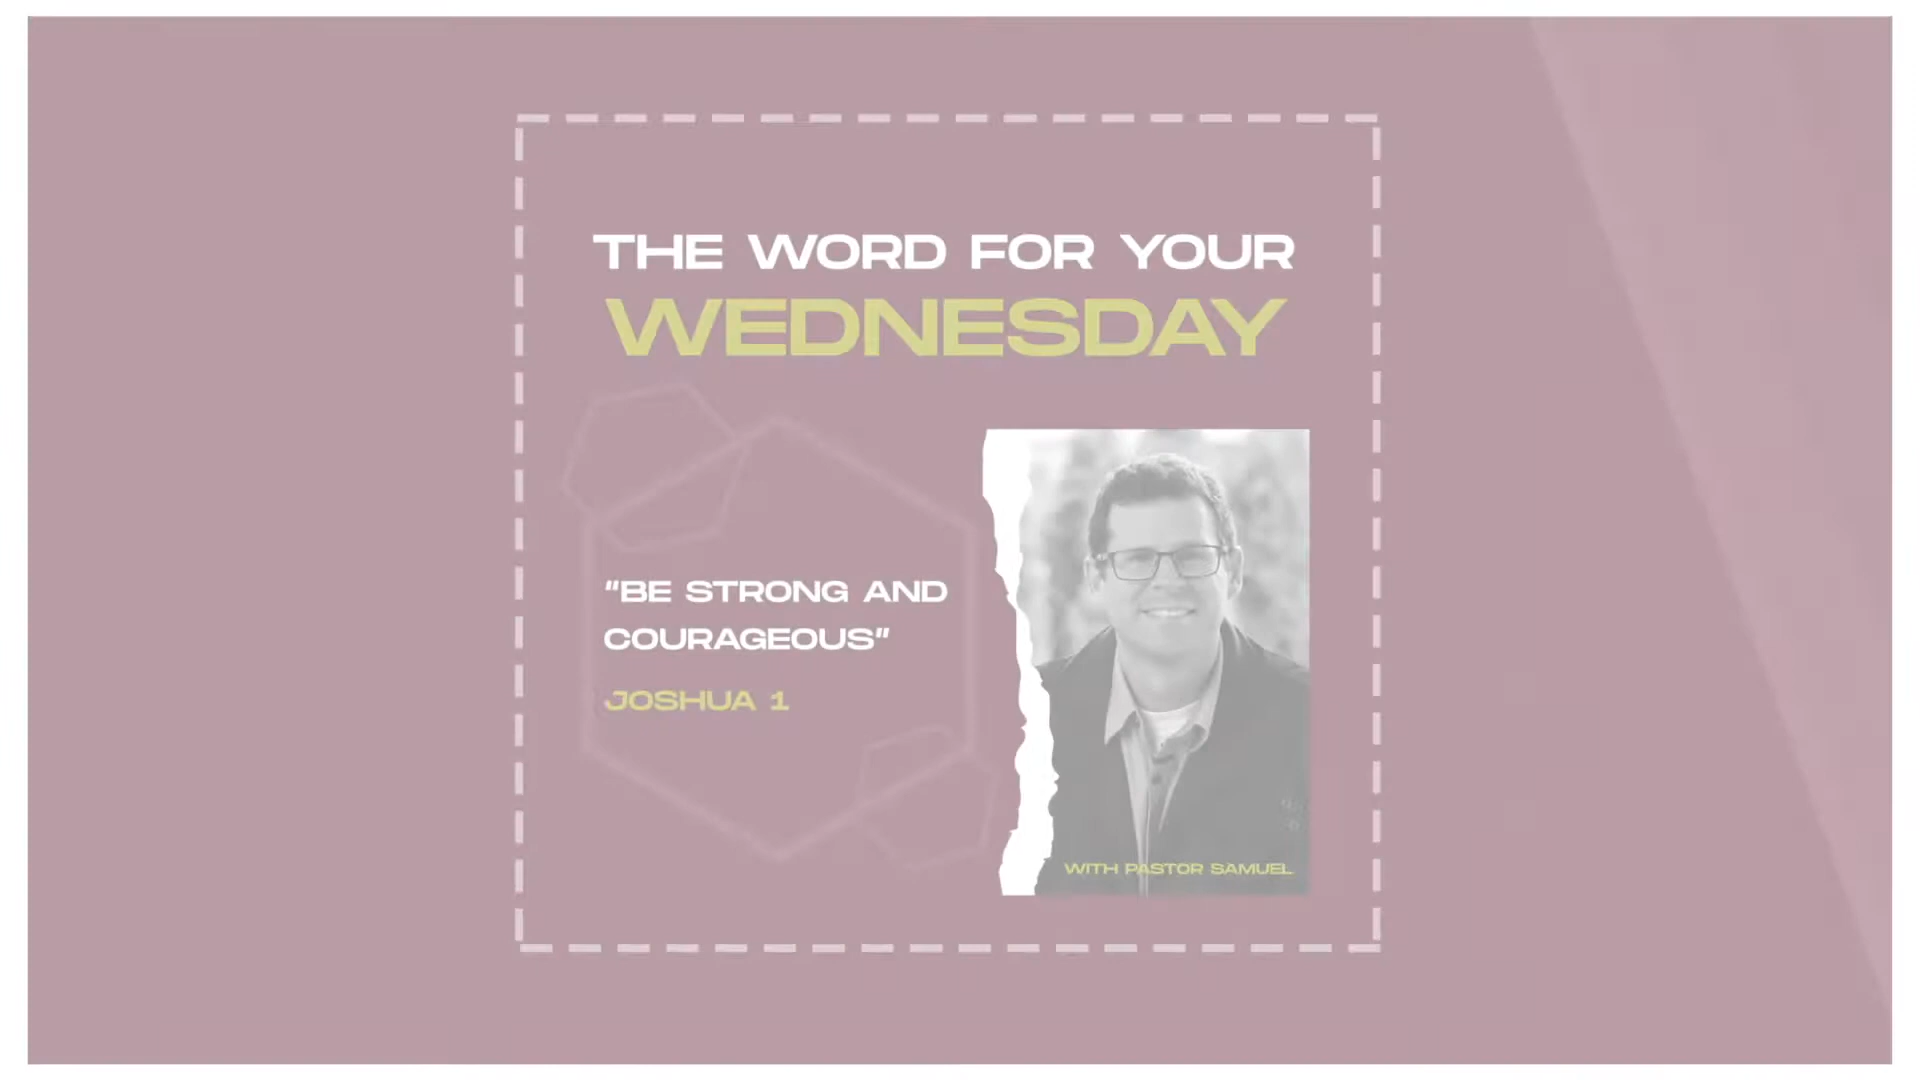 THE WORD FOR YOUR
WEDNESDAY
"BE STRONG AND
COURAGEOUS"
JOSHUA 1
WITH PASTOR SAMUEL